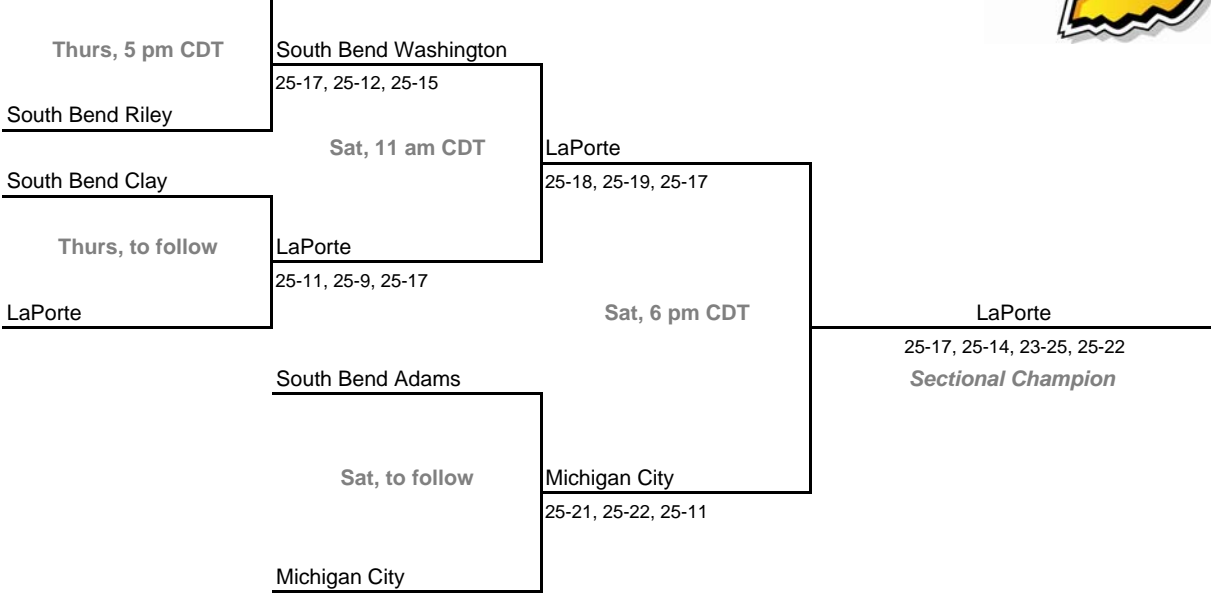 Thurs, 5 pm CDT
South Bend Washington
25-17, 25-12, 25-15
South Bend Riley
Sat, 11 am CDT
LaPorte
South Bend Clay
25-18, 25-19, 25-17
Thurs, to follow
LaPorte
25-11, 25-9, 25-17
LaPorte
Sat, 6 pm CDT
LaPorte
25-17, 25-14, 23-25, 25-22
South Bend Adams
Sectional Champion
Sat, to follow
Michigan City
25-21, 25-22, 25-11
Michigan City